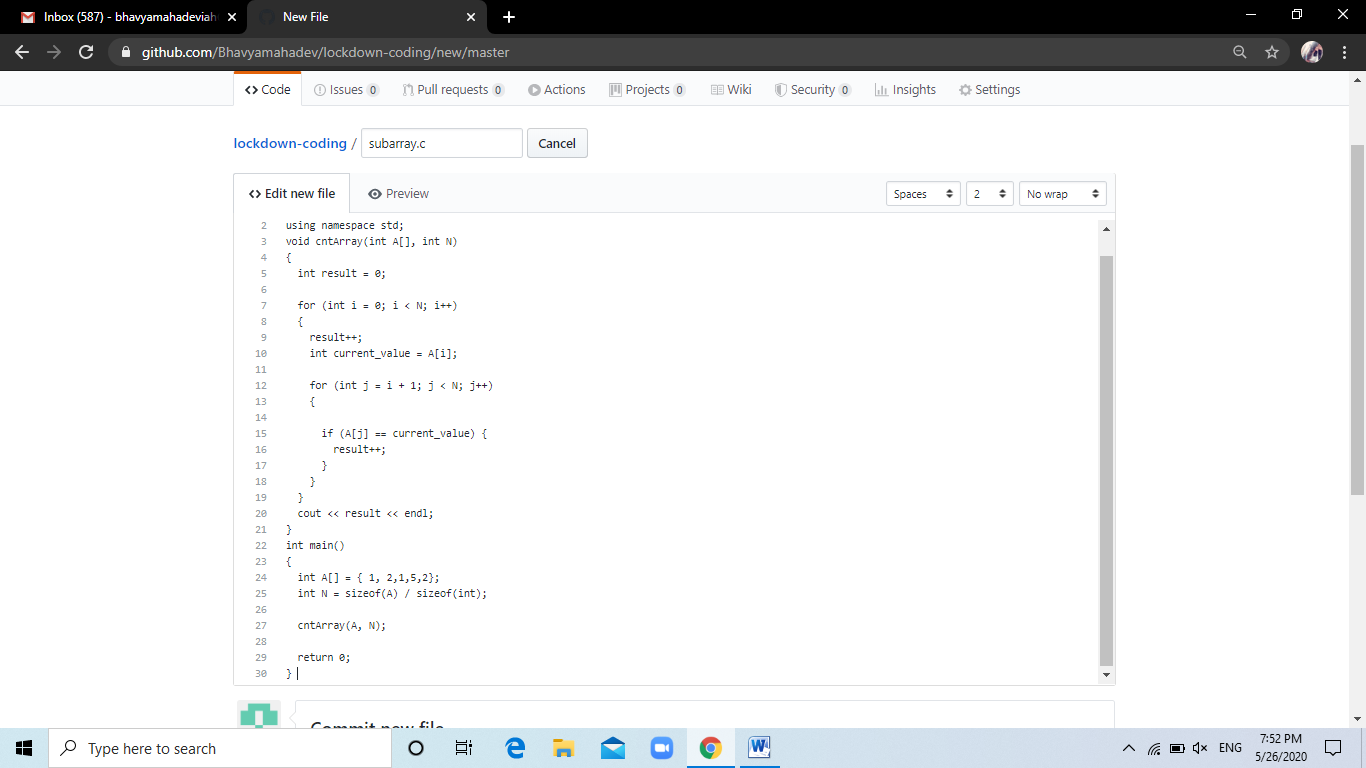 Inbox (587) - bhavyamahadeviah
New File
github.com/Bhavyamahadev/lockdown-coding/new/master
Code
Issues 0
Pull requests 0
Actions
Projects 0
Wiki
Security 0
Insights
Settings
lockdown-coding / subarray.c Cancel
<> Edit new file
Preview
Spaces
2
No wrap
2 using namespace std;
3 void cntArray(int A[], int N)
4 {
5 int result = 0;
6
7 for (int i = 0; i < N; i++)
8 {
9 result++;
10 int current_value = A[i];
11
12 for (int j = i + 1; j < N; j++)
13 {
14
15 if (A[j] == current_value) {
16 result++;
17 }
18 }
19 }
20 cout << result << endl;
21 }
22 int main()
23 {
24 int A[] = { 1, 2,1,5,2};
25 int N = sizeof(A) / sizeof(int);
26
27 cntArray(A, N);
28
29 return 0;
30 }
Commit new file
Type here to search
ENG
7:52 PM
5/26/2020